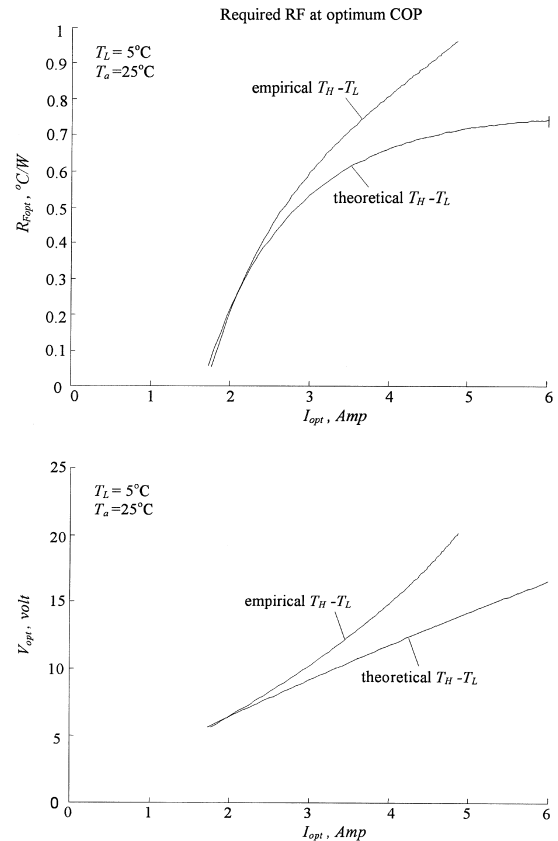 Required RF at optimum COP
1
0.9
0.8
0.7
0.6
0.5
0.4
0.3
0.2
0.1
0
R_Fopt , °C/W
T_L = 5°C
T_a =25°C
empirical T_H -T_L
theoretical T_H -T_L
0 1 2 3 4 5 6
I_opt , Amp
25
20
15
10
5
0
V_opt , volt
T_L = 5°C
T_a =25°C
empirical T_H -T_L
theoretical T_H -T_L
0 1 2 3 4 5 6
I_opt , Amp